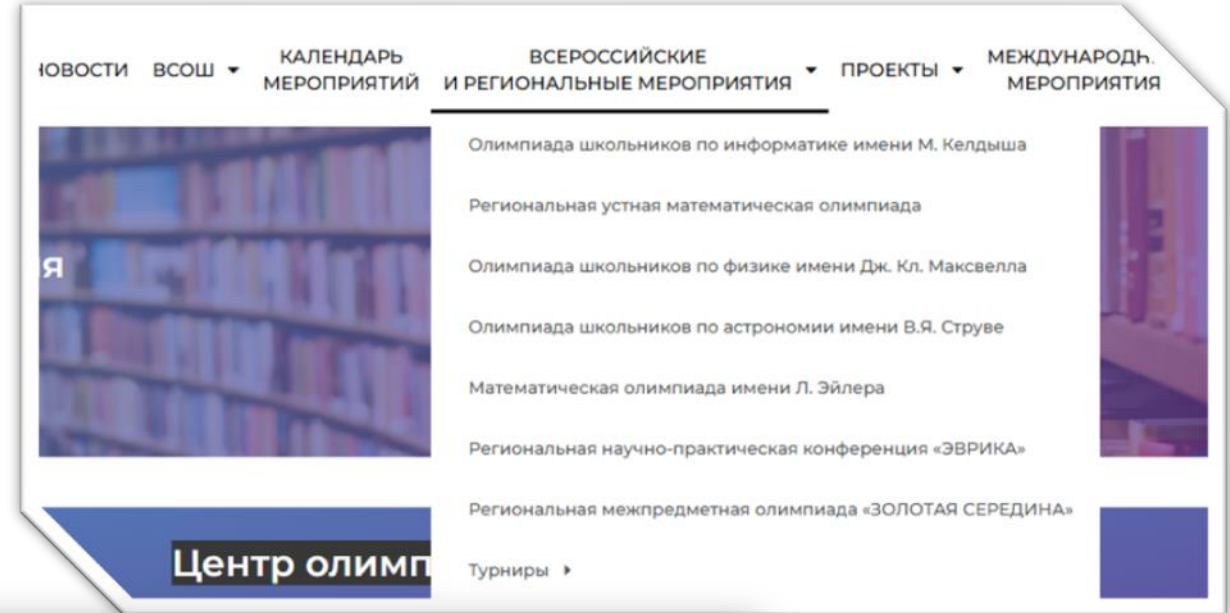 НОВОСТИ ВСОШ КАЛЕНДАРЬ МЕРОПРИЯТИЙ ВСЕРОССИЙСКИЕ И РЕГИОНАЛЬНЫЕ МЕРОПРИЯТИЯ ПРОЕКТЫ МЕЖДУНАРОДН. МЕРОПРИЯТИЯ
Олимпиада школьников по информатике имени М. Келдыша
Региональная устная математическая олимпиада
ия
Олимпиада школьников по физике имени Дж. Кл. Максвелла
Олимпиада школьников по астрономии имени В.Я. Струве
Математическая олимпиада имени Л. Эйлера
Региональная научно-практическая конференция «ЭВРИКА»
Региональная межпредметная олимпиада «ЗОЛОТАЯ СЕРЕДИНА»
Центр олимп
Турниры